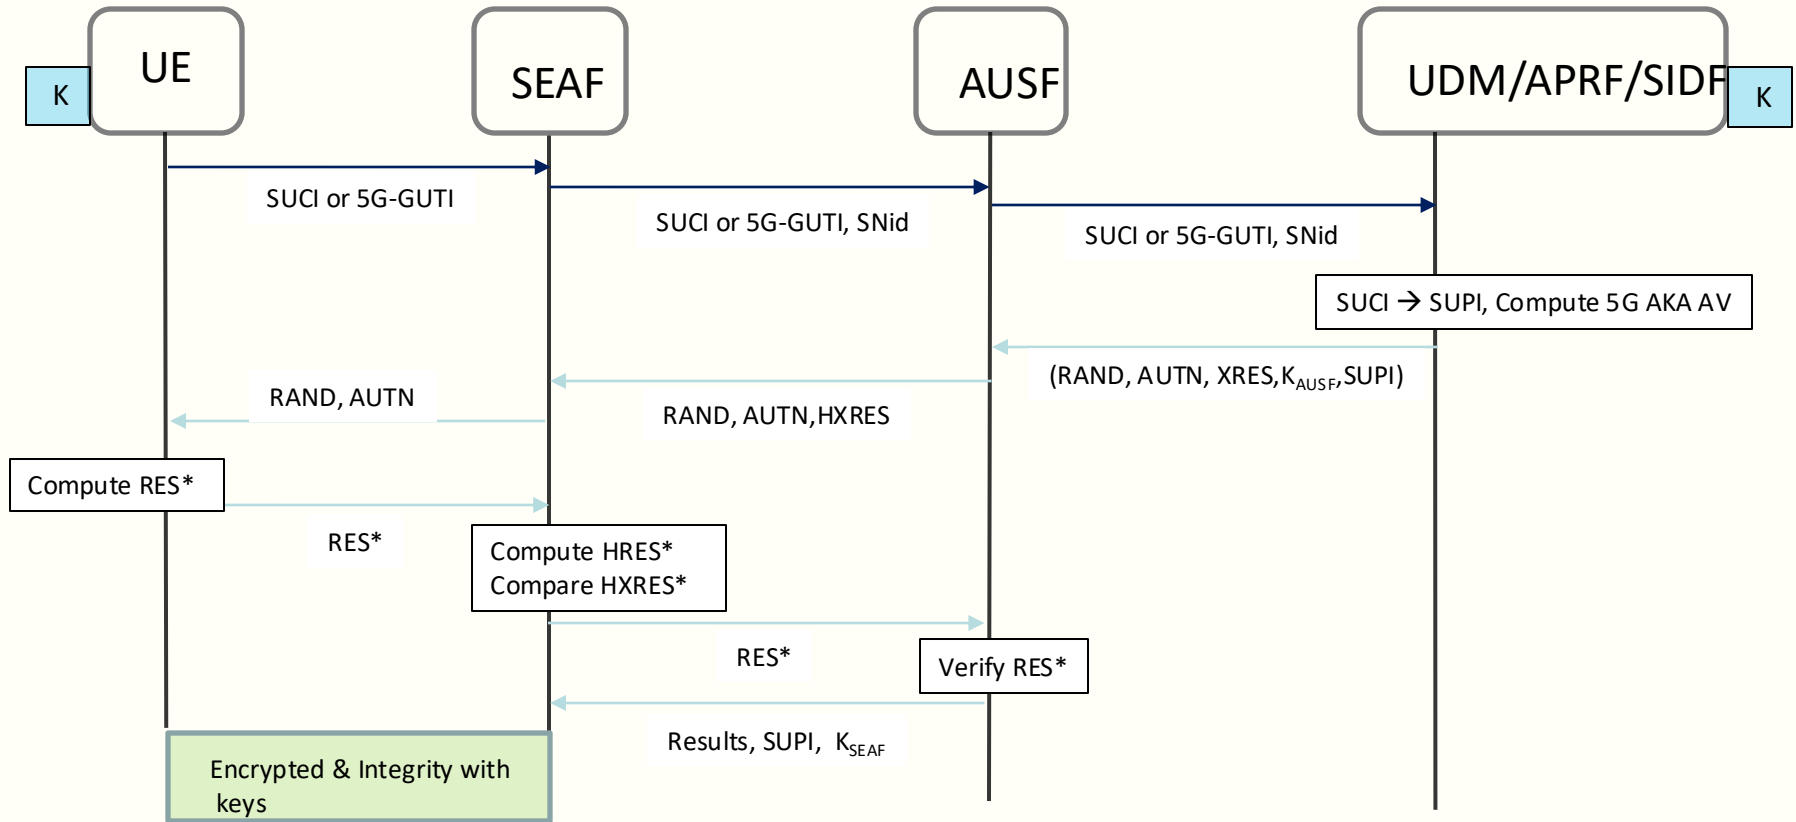 UE
SEAF
AUSF
UDM/APRF/SIDF
K
K
SUCI or 5G-GUTI
SUCI or 5G-GUTI, SNid
SUCI or 5G-GUTI, SNid
SUCI → SUPI, Compute 5G AKA AV
(RAND, AUTN, XRES,K_AUSF,SUPI)
RAND, AUTN,HXRES
RAND, AUTN
Compute RES*
RES*
Compute HRES*
Compare HXRES*
RES*
Verify RES*
Results, SUPI, K_SEAF
Encrypted & Integrity with
keys